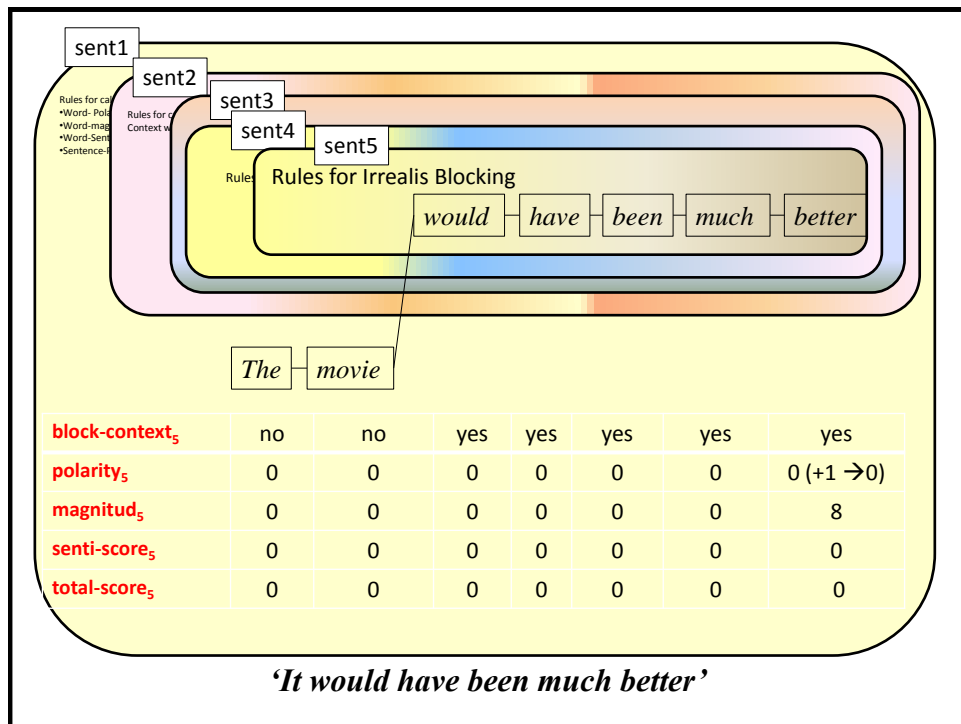 sent1
sent2
sent3
sent4
sent5
Rules for cal
•Word- Pola
•Word-mag
•Word-Sent
•Sentence-P
Rules for c
Context w
Rules
Rules for Irrealis Blocking
would have been much better
The movie
block-context5 no no yes yes yes yes yes
polarity5 0 0 0 0 0 0 0 (+1 →0)
magnitud5 0 0 0 0 0 0 8
senti-score5 0 0 0 0 0 0 0
total-score5 0 0 0 0 0 0 0
‘It would have been much better’